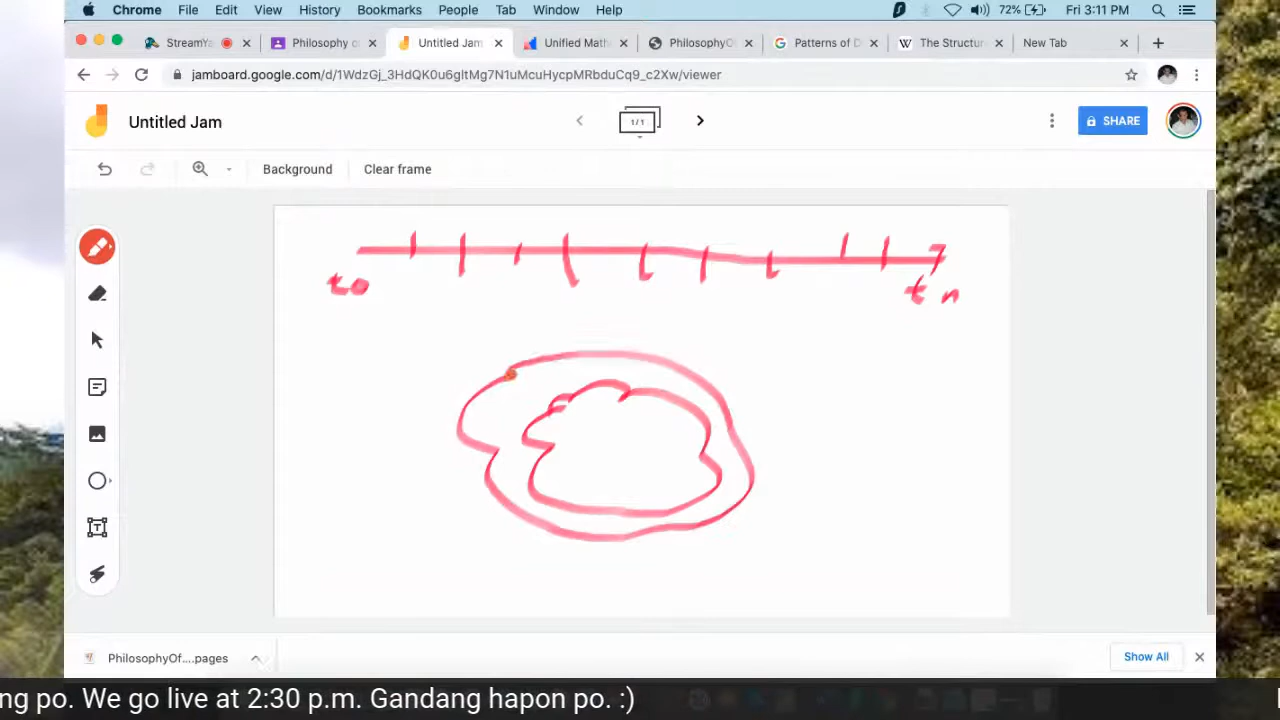 Chrome File Edit View History Bookmarks People Tab Window Help 72% Fri 3:11 PM
StreamYa Philosophy o Untitled Jam Unified Math PhilosophyO Patterns of D The Structur New Tab
jamboard.google.com/d/1WdzGj_3HdQK0u6gltMg7N1uMcuHycpMRbduCq9_c2Xw/viewer
Untitled Jam 1/1 SHARE
Background Clear frame
to tn
PhilosophyOf....pages Show All
ng po. We go live at 2:30 p.m. Gandang hapon po. :)